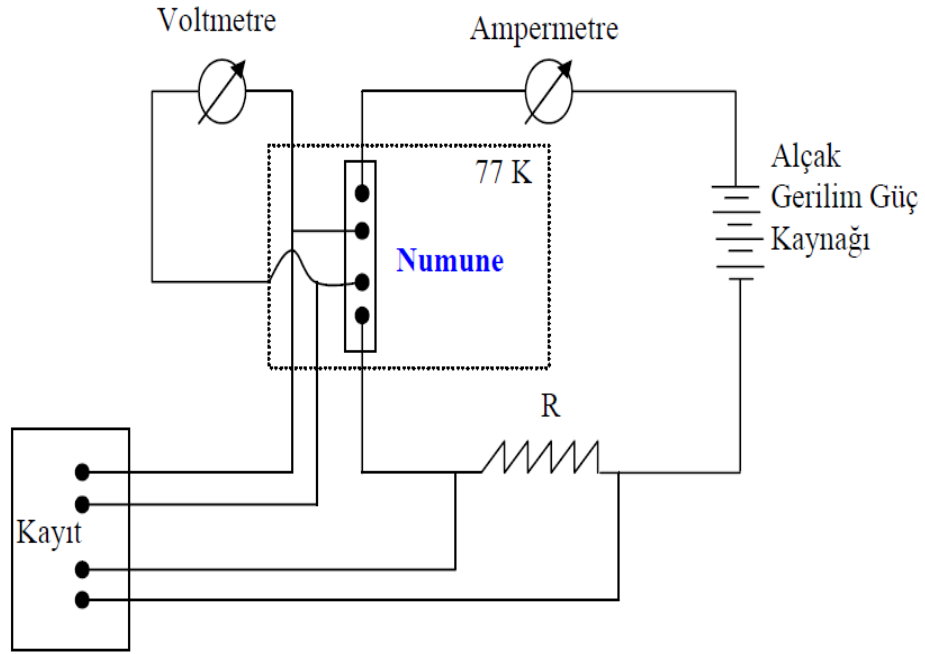 Voltmetre
Ampermetre
77 K
Alçak
Gerilim Güç
Kaynağı
Numune
R
Kayıt